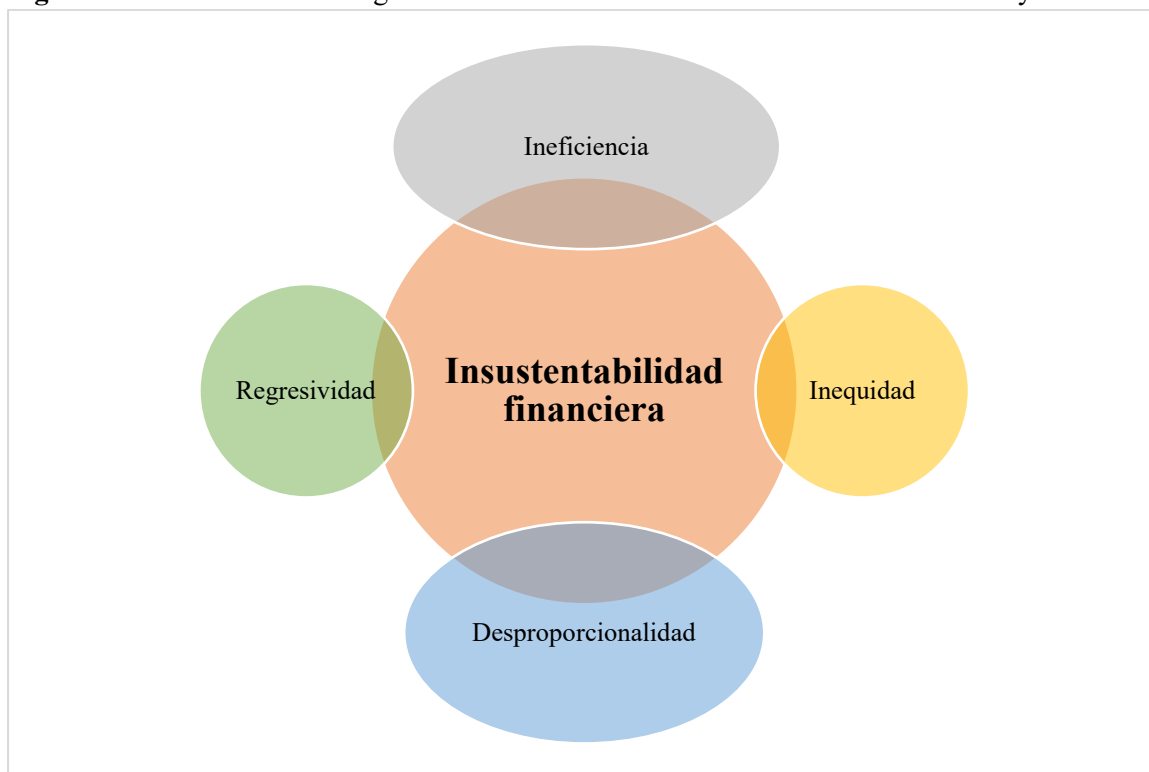 Ineficiencia
Regresividad
Insustentabilidad
financiera
Inequidad
Desproporcionalidad